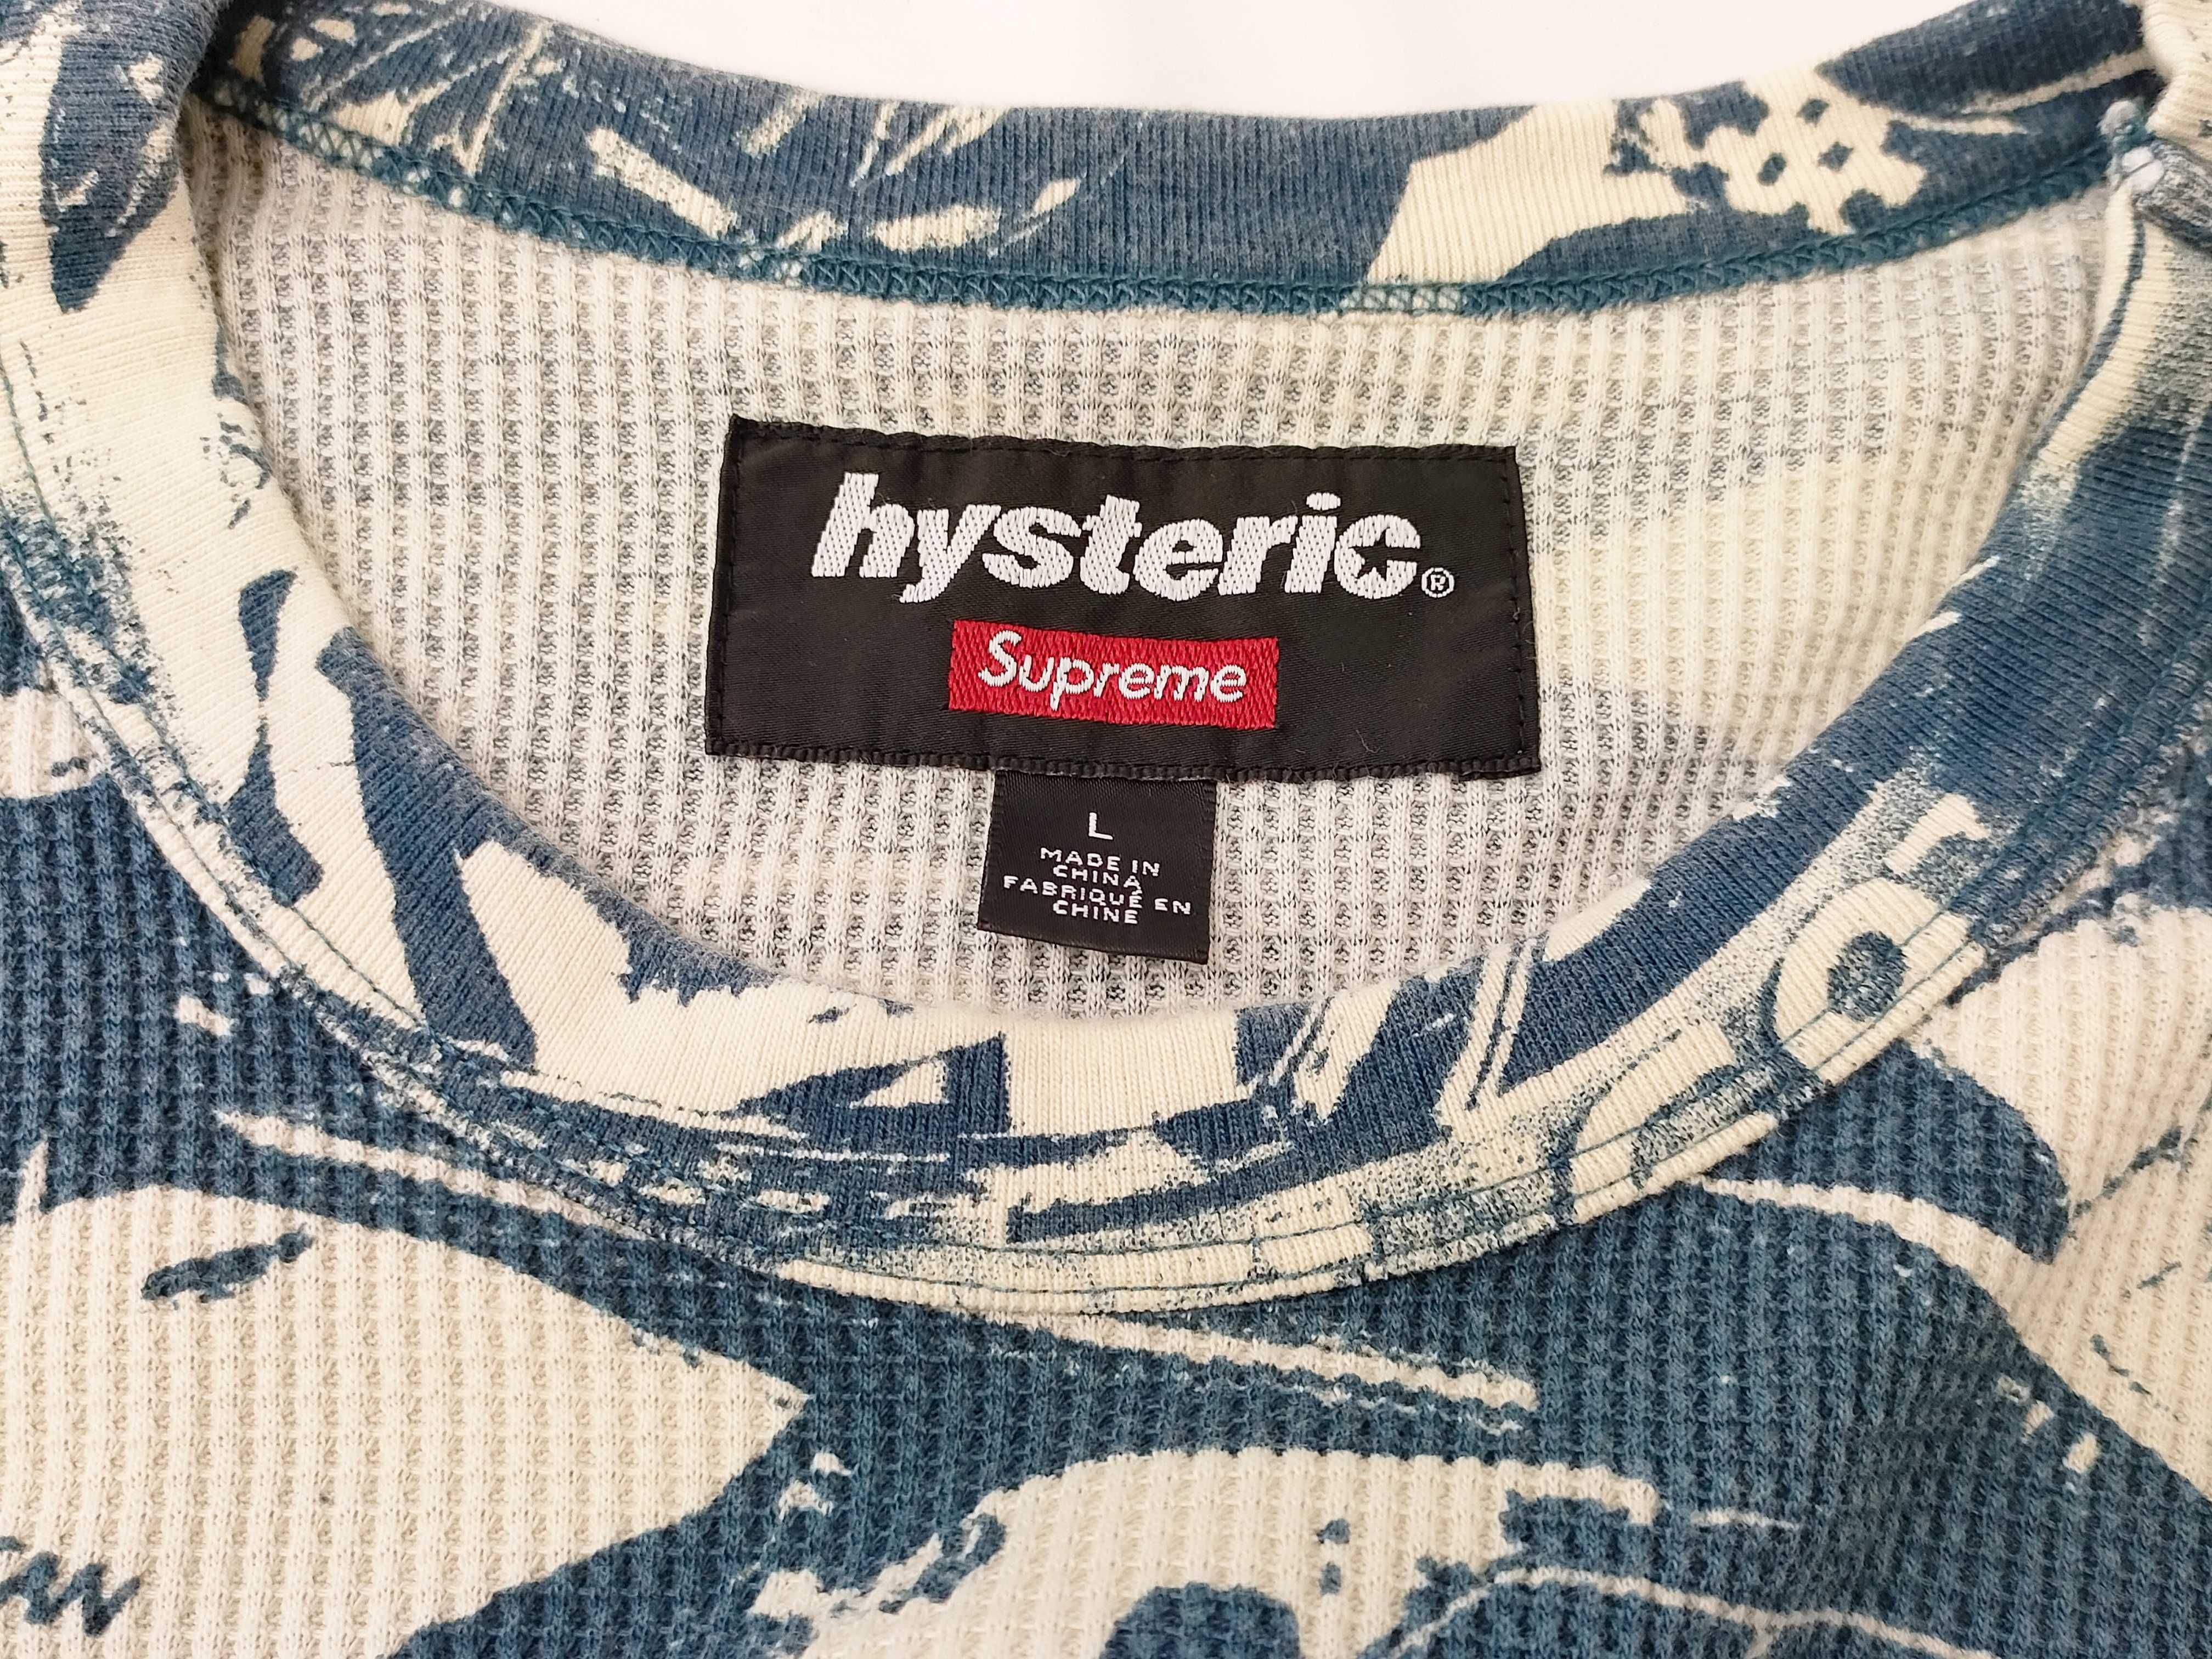 hysteric®
Supreme
L
MADE IN
CHINA
FABRIQUÉ EN
CHINE